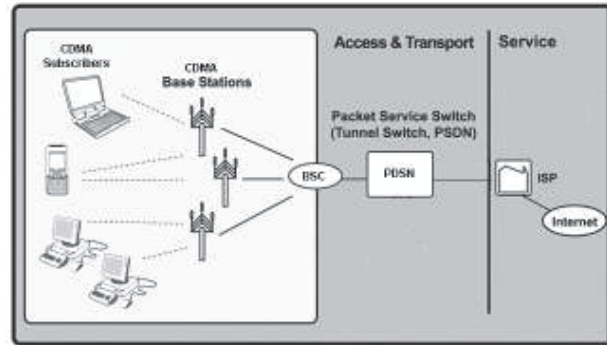 CDMA
Subscribers
CDMA
Base Stations
Access & Transport
Service
Packet Service Switch
(Tunnel Switch, PSDN)
BSC
PDSN
ISP
Internet